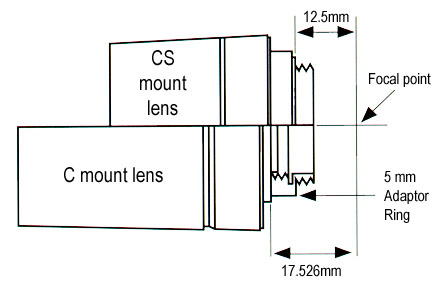 12.5mm
CS
mount
lens
Focal point
C mount lens
5 mm
Adaptor
Ring
17.526mm